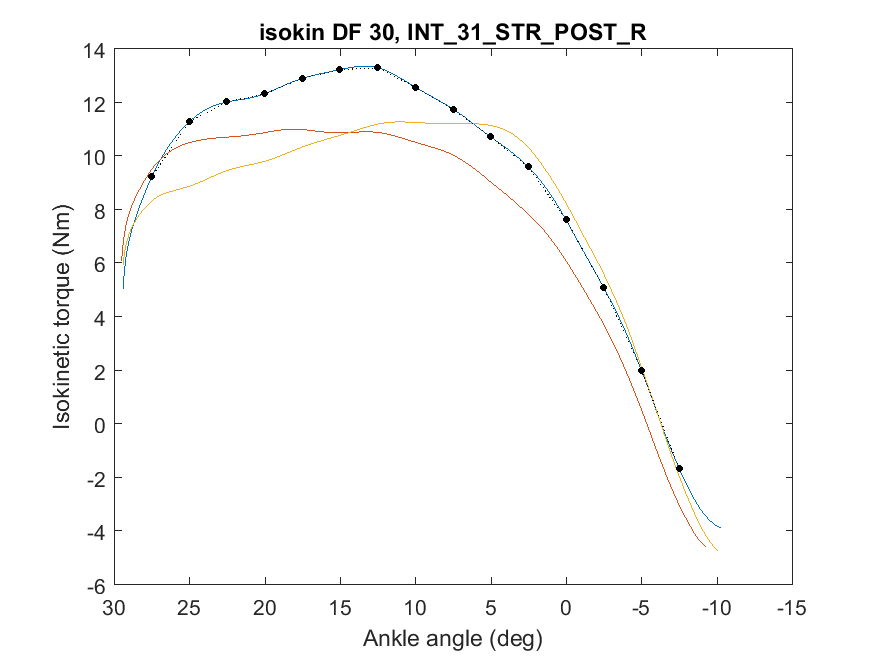 isokin DF 30, INT_31_STR_POST_R
14
12
10
8
6
4
2
0
-2
-4
-6
Isokinetic torque (Nm)
30 25 20 15 10 5 0 -5 -10 -15
Ankle angle (deg)